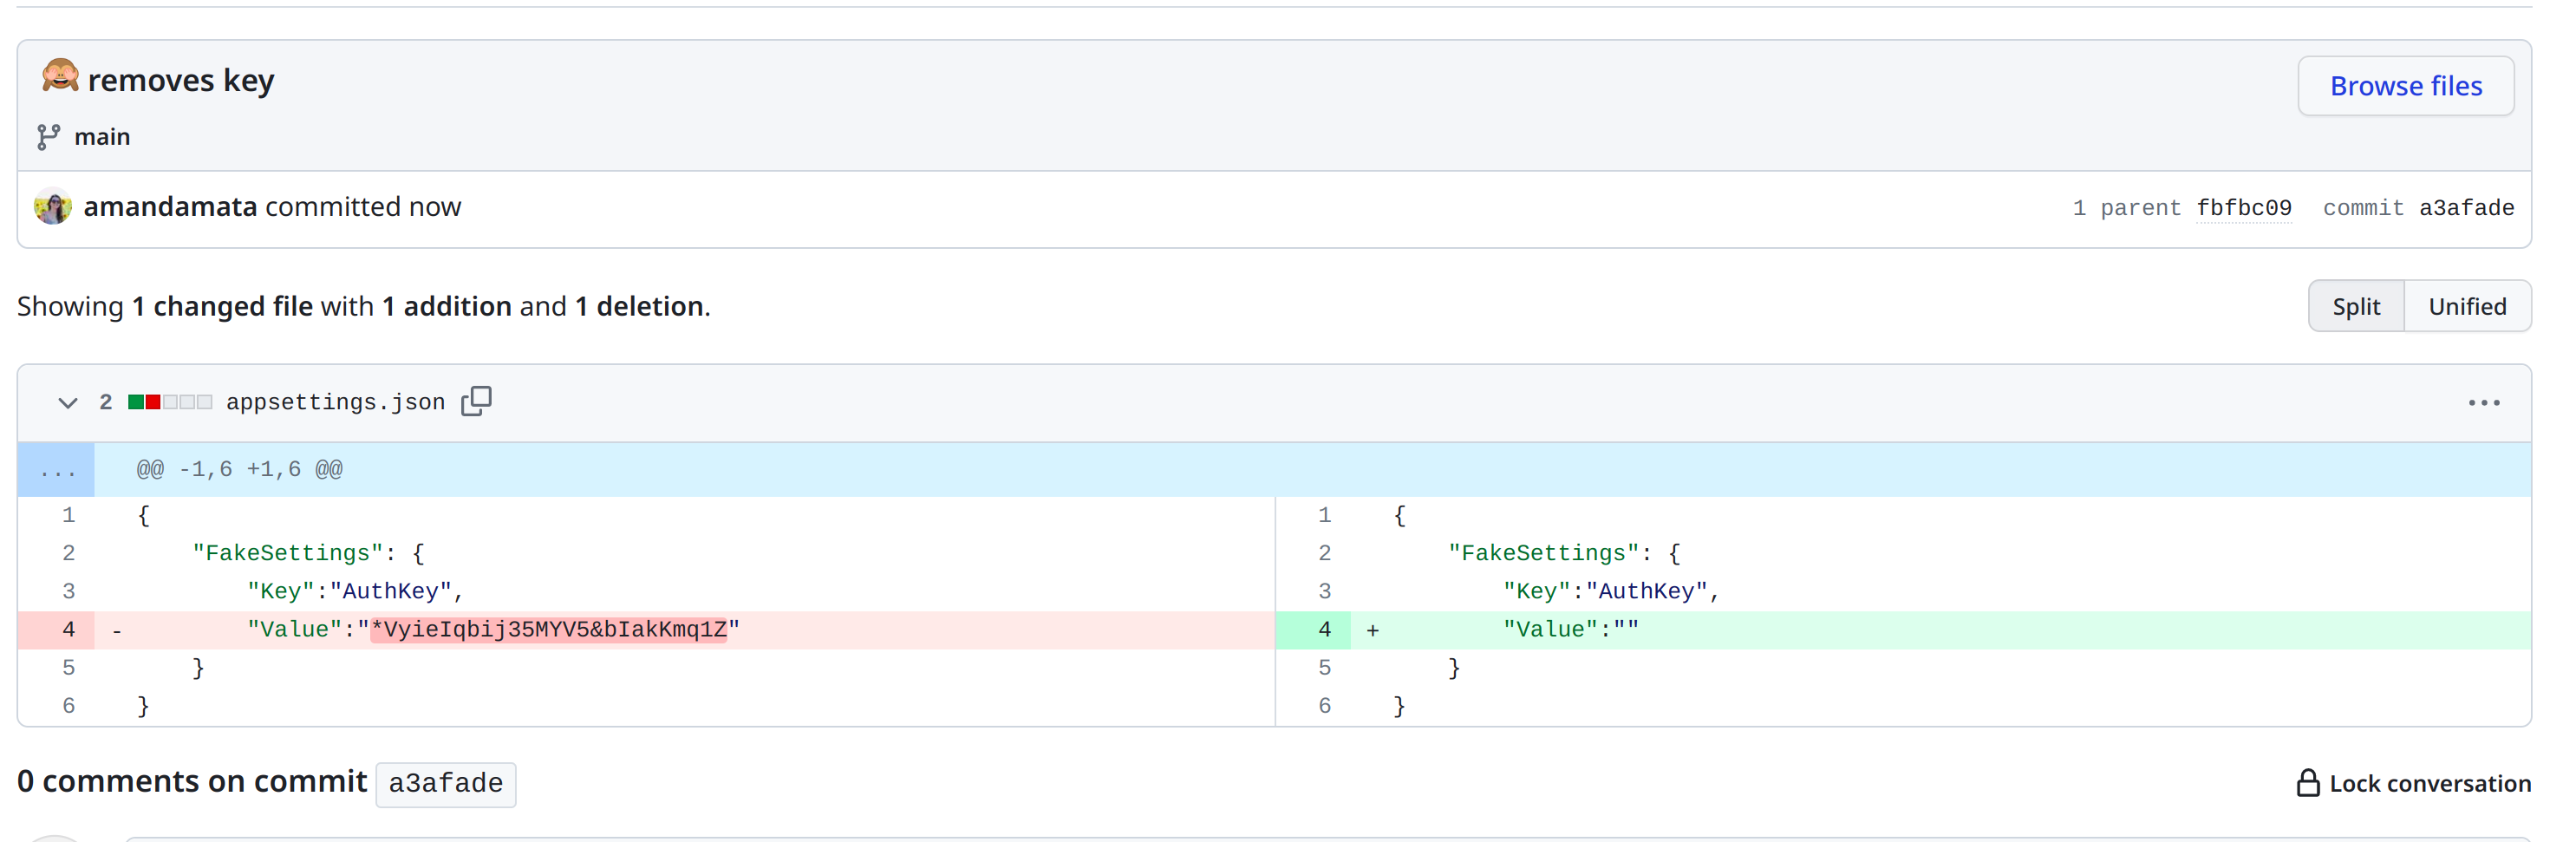 removes key
Browse files
main
amandamata committed now
1 parent fbfbc09 commit a3afade
Showing 1 changed file with 1 addition and 1 deletion.
Split Unified
2 appsettings.json
... @@ -1,6 +1,6 @@
1 { 1 {
2 "FakeSettings": { 2 "FakeSettings": {
3 "Key":"AuthKey", 3 "Key":"AuthKey",
4 - "Value":"*VyieIqbij35MYV5&bIakKmq1Z" 4 + "Value":""
5 } 5 }
6 } 6 }
0 comments on commit a3afade
Lock conversation